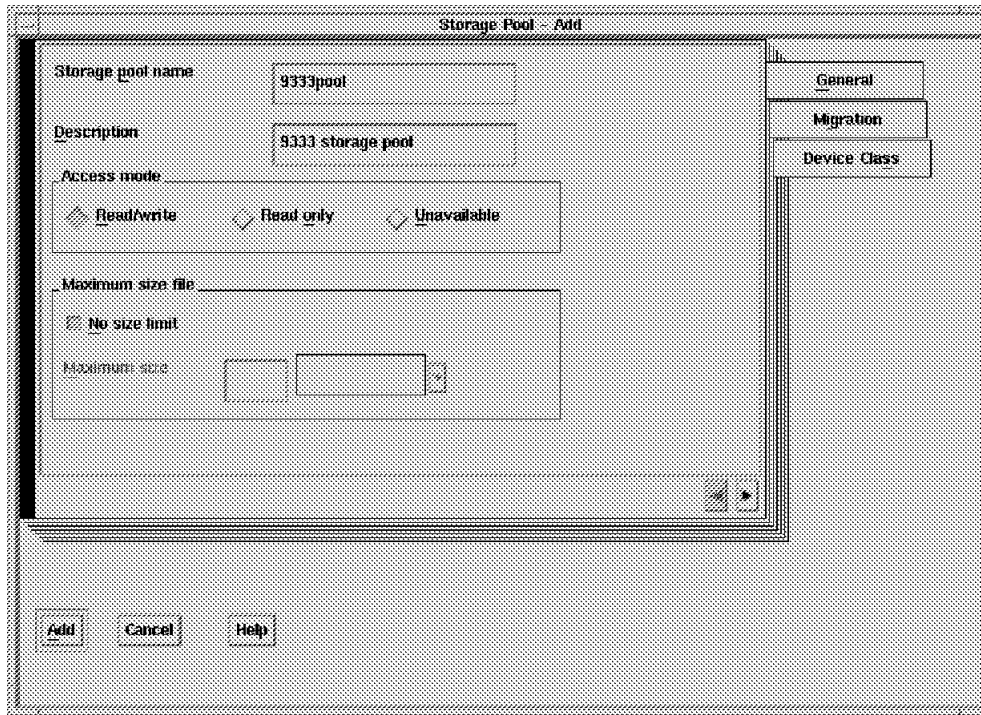 Storage Pool - Add
Storage pool name
9333pool
General
Migration
Description
9333 storage pool
Device Class
Access mode
Read/write
Read only
Unavailable
Maximum size file
No size limit
Maximum size
Add
Cancel
Help